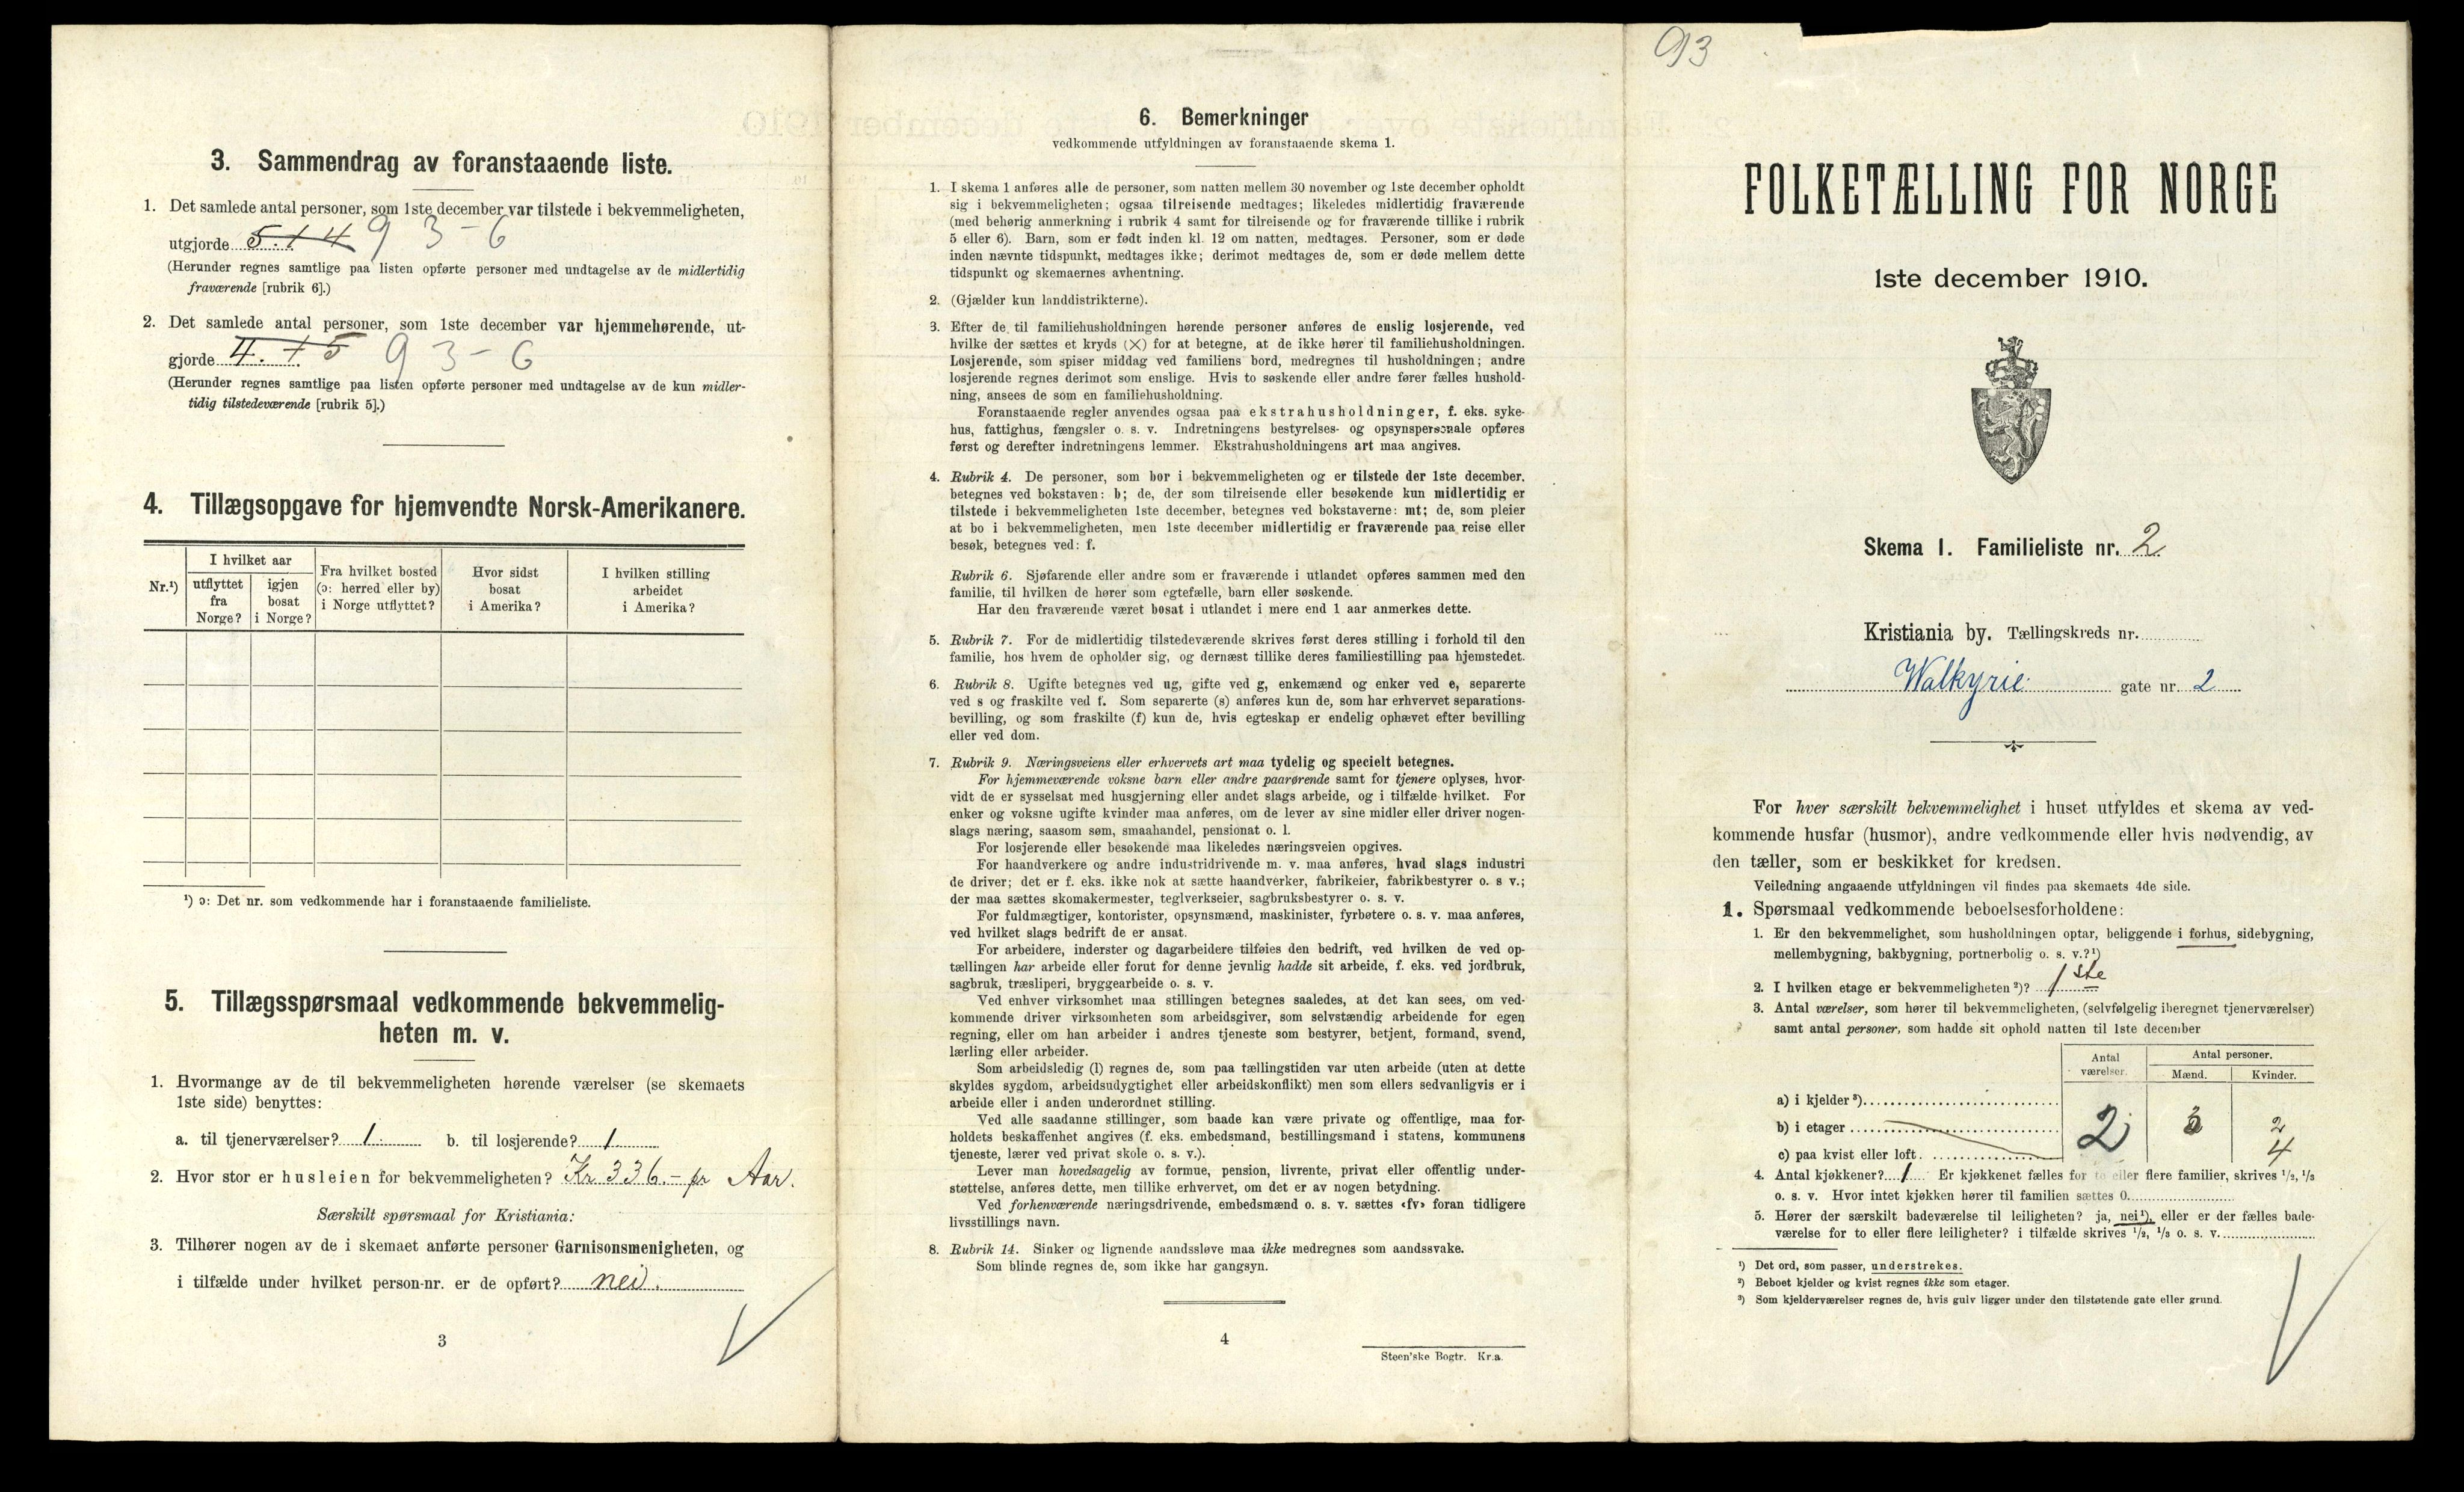 3. Sammendrag av foranstaaende liste.
1. Det samlede antal personer, som 1ste december var tilstede i bekvemmeligheten,
utgjorde 5 + 4 9 3-6
(Herunder regnes samtlige paa listen opførte personer med undtagelse av de midlertidig
fraværende [rubrik 6].)
2. Det samlede antal personer, som 1ste december var hjemmehørende, ut-
gjorde 4. + 5 9 3-6
(Herunder regnes samtlige paa listen opførte personer med undtagelse av de kun midler-
tidig tilstedeværende [rubrik 5].)
4. Tillægsopgave for hjemvendte Norsk-Amerikanere.
Nr.¹)
I hvilket aar
utflyttet fra Norge?
igjen bosat i Norge?
Fra hvilket bosted (ɔ: herred eller by) i Norge utflyttet?
Hvor sidst bosat i Amerika?
I hvilken stilling arbeidet i Amerika?
¹) ɔ: Det nr. som vedkommende har i foranstaaende familieliste.
5. Tillægsspørsmaal vedkommende bekvemmelig-
heten m. v.
1. Hvormange av de til bekvemmeligheten hørende værelser (se skemaets
1ste side) benyttes:
a. til tjenerværelser? 1 b. til losjerende? 1
2. Hvor stor er husleien for bekvemmeligheten? Kr 336.- pr Aar.
Særskilt spørsmaal for Kristiania:
3. Tilhører nogen av de i skemaet anførte personer Garnisonsmenigheten, og
i tilfælde under hvilket person-nr. er de opført? nei.
3
6. Bemerkninger
vedkommende utfyldningen av foranstaaende skema 1.
1. I skema 1 anføres alle de personer, som natten mellem 30 november og 1ste december opholdt
sig i bekvemmeligheten; ogsaa tilreisende medtages; likeledes midlertidig fraværende
(med behørig anmerkning i rubrik 4 samt for tilreisende og for fraværende tillike i rubrik
5 eller 6). Barn, som er født inden kl. 12 om natten, medtages. Personer, som er døde
inden nævnte tidspunkt, medtages ikke; derimot medtages de, som er døde mellem dette
tidspunkt og skemaernes avhentning.
2. (Gjælder kun landdistrikterne).
3. Efter de til familiehusholdningen hørende personer anføres de enslig losjerende, ved
hvilke der sættes et kryds (×) for at betegne, at de ikke hører til familiehusholdningen.
Losjerende, som spiser middag ved familiens bord, medregnes til husholdningen; andre
losjerende regnes derimot som enslige. Hvis to søskende eller andre fører fælles hushold-
ning, ansees de som en familiehusholdning.
Foranstaaende regler anvendes ogsaa paa ekstrahusholdninger, f. eks. syke-
hus, fattighus, fængsler o. s. v. Indretningens bestyrelses- og opsynspersonale opføres
først og derefter indretningens lemmer. Ekstrahusholdningens art maa angives.
4. Rubrik 4. De personer, som bor i bekvemmeligheten og er tilstede der 1ste december,
betegnes ved bokstaven: b; de, der som tilreisende eller besøkende kun midlertidig er
tilstede i bekvemmeligheten 1ste december, betegnes ved bokstaverne: mt; de, som pleier
at bo i bekvemmeligheten, men 1ste december midlertidig er fraværende paa reise eller
besøk, betegnes ved: f.
Rubrik 6. Sjøfarende eller andre som er fraværende i utlandet opføres sammen med den
familie, til hvilken de hører som egtefælle, barn eller søskende.
Har den fraværende været bosat i utlandet i mere end 1 aar anmerkes dette.
5. Rubrik 7. For de midlertidig tilstedeværende skrives først deres stilling i forhold til den
familie, hos hvem de opholder sig, og dernæst tillike deres familiestilling paa hjemstedet.
6. Rubrik 8. Ugifte betegnes ved ug, gifte ved g, enkemænd og enker ved e, separerte
ved s og fraskilte ved f. Som separerte (s) anføres kun de, som har erhvervet separations-
bevilling, og som fraskilte (f) kun de, hvis egteskap er endelig ophævet efter bevilling
eller ved dom.
7. Rubrik 9. Næringsveiens eller erhvervets art maa tydelig og specielt betegnes.
For hjemmeværende voksne barn eller andre paarørende samt for tjenere oplyses, hvor-
vidt de er sysselsat med husgjerning eller andet slags arbeide, og i tilfælde hvilket. For
enker og voksne ugifte kvinder maa anføres, om de lever av sine midler eller driver nogen-
slags næring, saasom søm, smaahandel, pensionat o. l.
For losjerende eller besøkende maa likeledes næringsveien opgives.
For haandverkere og andre industridrivende m. v. maa anføres, hvad slags industri
de driver; det er f. eks. ikke nok at sætte haandverker, fabrikeier, fabrikbestyrer o. s v.;
der maa sættes skomakermester, teglverkseier, sagbruksbestyrer o. s. v.
For fuldmægtiger, kontorister, opsynsmænd, maskinister, fyrbøtere o. s. v. maa anføres,
ved hvilket slags bedrift de er ansat.
For arbeidere, inderster og dagarbeidere tilføies den bedrift, ved hvilken de ved op-
tællingen har arbeide eller forut for denne jevnlig hadde sit arbeide, f. eks. ved jordbruk,
sagbruk, træsliperi, bryggearbeide o. s. v.
Ved enhver virksomhet maa stillingen betegnes saaledes, at det kan sees, om ved-
kommende driver virksomheten som arbeidsgiver, som selvstændig arbeidende for egen
regning, eller om han arbeider i andres tjeneste som bestyrer, betjent, formand, svend,
lærling eller arbeider.
Som arbeidsledig (l) regnes de, som paa tællingstiden var uten arbeide (uten at dette
skyldes sygdom, arbeidsudygtighet eller arbeidskonflikt) men som ellers sedvanligvis er i
arbeide eller i anden underordnet stilling.
Ved alle saadanne stillinger, som baade kan være private og offentlige, maa for-
holdets beskaffenhet angives (f. eks. embedsmand, bestillingsmand i statens, kommunens
tjeneste, lærer ved privat skole o. s. v.).
Lever man hovedsagelig av formue, pension, livrente, privat eller offentlig under-
støttelse, anføres dette, men tillike erhvervet, om det er av nogen betydning.
Ved forhenværende næringsdrivende, embedsmænd o. s. v. sættes «fv» foran tidligere
livsstillings navn.
8. Rubrik 14. Sinker og lignende aandssløve maa ikke medregnes som aandssvake.
Som blinde regnes de, som ikke har gangsyn.
4
Steen'ske Bogtr. Kr.a.
93
FOLKETÆLLING FOR NORGE
1ste december 1910.
Skema 1. Familieliste nr. 2
Kristiania by. Tællingskreds nr.
Walkyrie gate nr. 2
For hver særskilt bekvemmelighet i huset utfyldes et skema av ved-
kommende husfar (husmor), andre vedkommende eller hvis nødvendig, av
den tæller, som er beskikket for kredsen.
Veiledning angaaende utfyldningen vil findes paa skemaets 4de side.
1. Spørsmaal vedkommende beboelsesforholdene:
1. Er den bekvemmelighet, som husholdningen optar, beliggende i forhus, sidebygning,
mellembygning, bakbygning, portnerbolig o. s. v.?¹)
2. I hvilken etage er bekvemmeligheten²)? 1 ste
3. Antal værelser, som hører til bekvemmeligheten, (selvfølgelig iberegnet tjenerværelser)
samt antal personer, som hadde sit ophold natten til 1ste december
Antal værelser.
Antal personer.
Mænd. Kvinder.
a) i kjelder³)
b) i etager 2 3 2
c) paa kvist eller loft. 4
4. Antal kjøkkener? 1 Er kjøkkenet fælles for to eller flere familier, skrives 1/2, 1/3
o. s. v. Hvor intet kjøkken hører til familien sættes 0.
5. Hører der særskilt badeværelse til leiligheten? ja, nei¹), eller er der fælles bade-
værelse for to eller flere leiligheter? i tilfælde skrives 1/2, 1/3 o. s. v.
¹) Det ord, som passer, understrekes.
²) Beboet kjelder og kvist regnes ikke som etager.
³) Som kjelderværelser regnes de, hvis gulv ligger under den tilstøtende gate eller grund.